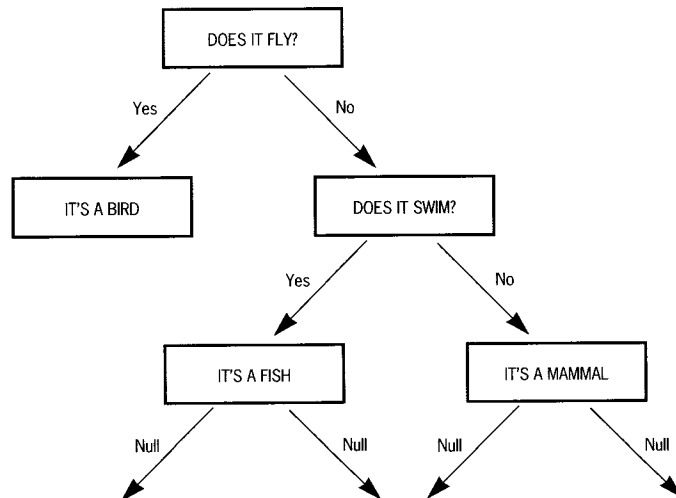 DOES IT FLY?
Yes
No
IT'S A BIRD
DOES IT SWIM?
Yes
No
IT'S A FISH
IT'S A MAMMAL
Null
Null
Null
Null